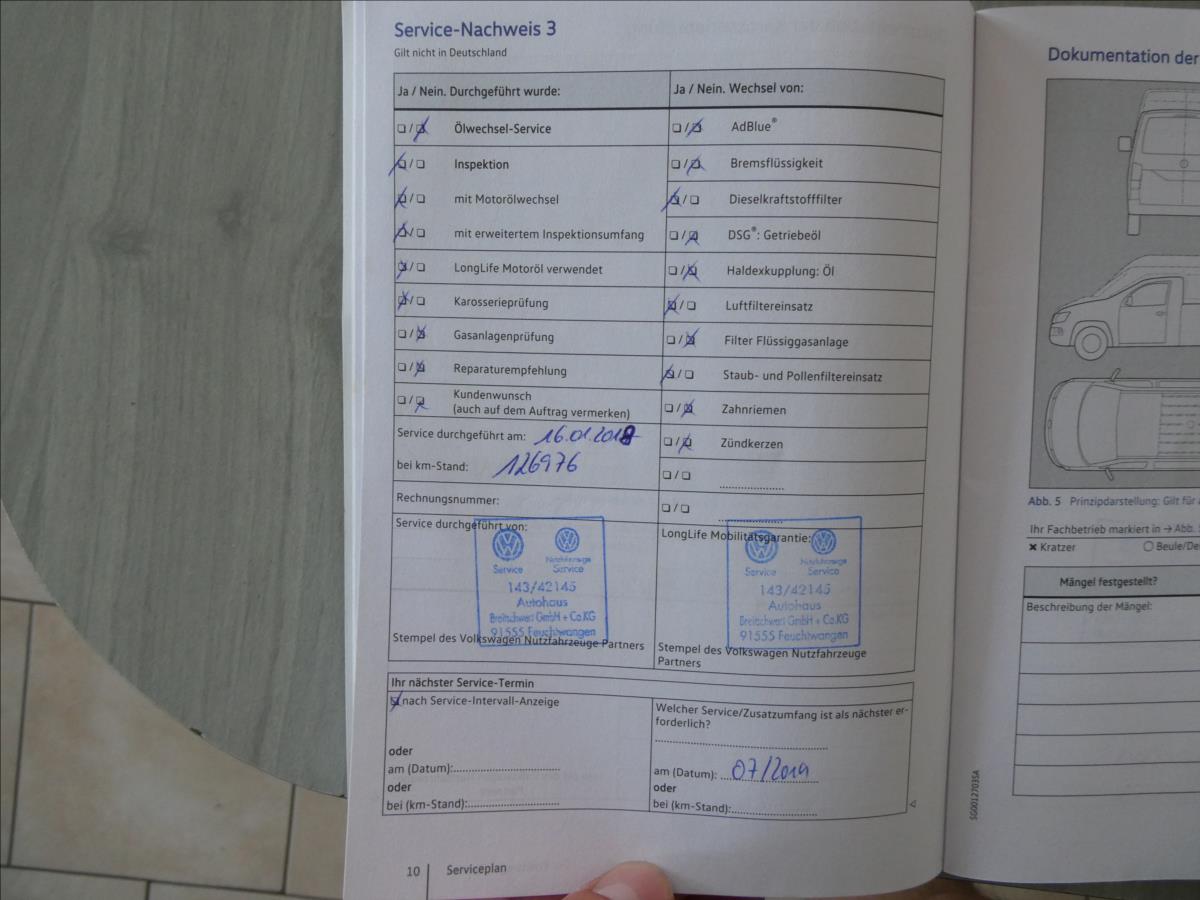 Service-Nachweis 3
Gilt nicht in Deutschland
Ja / Nein. Durchgeführt wurde:
Ölwechsel-Service
Inspektion
mit Motorölwechsel
mit erweitertem Inspektionsumfang
LongLife Motoröl verwendet
Karosserieprüfung
Gasanlagenprüfung
Reparaturempfehlung
Kundenwunsch
(auch auf dem Auftrag vermerken)
Service durchgeführt am: 16.01.2018
bei km-Stand: 126976
Rechnungsnummer:
Service durchgeführt von:
Service
Nutzfahrzeuge
Service
143/42145
Autohaus
Breitschwert GmbH + Co.KG
91555 Feuchtwangen
Stempel des Volkswagen Nutzfahrzeuge Partners
Ja / Nein. Wechsel von:
AdBlue®
Bremsflüssigkeit
Dieselkraftstofffilter
DSG®: Getriebeöl
Haldexkupplung: Öl
Luftfiltereinsatz
Filter Flüssiggasanlage
Staub- und Pollenfiltereinsatz
Zahnriemen
Zündkerzen
LongLife Mobilitätsgarantie:
Service
Nutzfahrzeuge
Service
143/42145
Autohaus
Breitschwert GmbH + Co.KG
91555 Feuchtwangen
Stempel des Volkswagen Nutzfahrzeuge
Partners
Ihr nächster Service-Termin
nach Service-Intervall-Anzeige
oder
am (Datum):
oder
bei (km-Stand):
Welcher Service/Zusatzumfang ist als nächster er-
forderlich?
am (Datum): 07/2019
oder
bei (km-Stand):
10 Serviceplan
Dokumentation der
Abb. 5 Prinzipdarstellung: Gilt für
Ihr Fachbetrieb markiert in → Abb.
Kratzer
Beule/De
Mängel festgestellt?
Beschreibung der Mängel:
SG00127035A